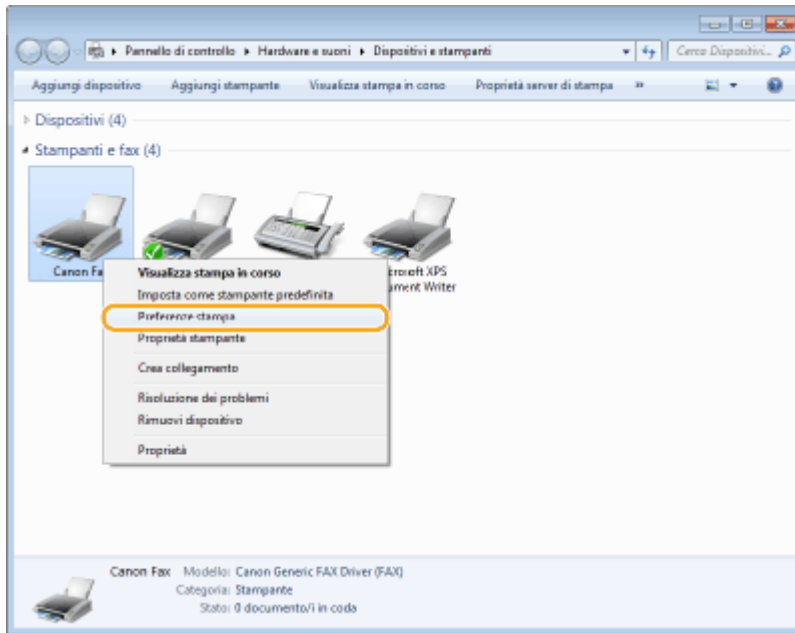 Pannello di controllo Hardware e suoni Dispositivi e stampanti Cerca Dispositivi...
Aggiungi dispositivo Aggiungi stampante Visualizza stampa in corso Proprietà server di stampa »
Dispositivi (4)
Stampanti e fax (4)
Canon Fa
crosoft XPS
ument Writer
Visualizza stampa in corso
Imposta come stampante predefinita
Preferenze stampa
Proprietà stampante
Crea collegamento
Risoluzione dei problemi
Rimuovi dispositivo
Proprietà
Canon Fax Modello: Canon Generic FAX Driver (FAX)
Categoria: Stampante
Stato: 0 documento/i in coda